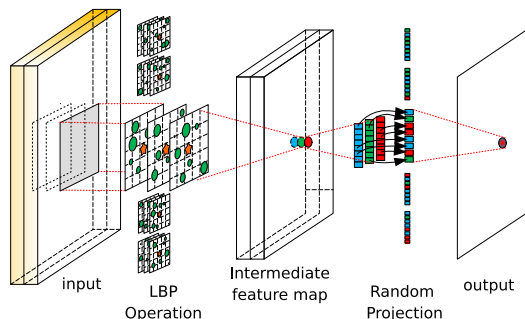 input
LBP
Operation
Intermediate
feature map
Random
Projection
output